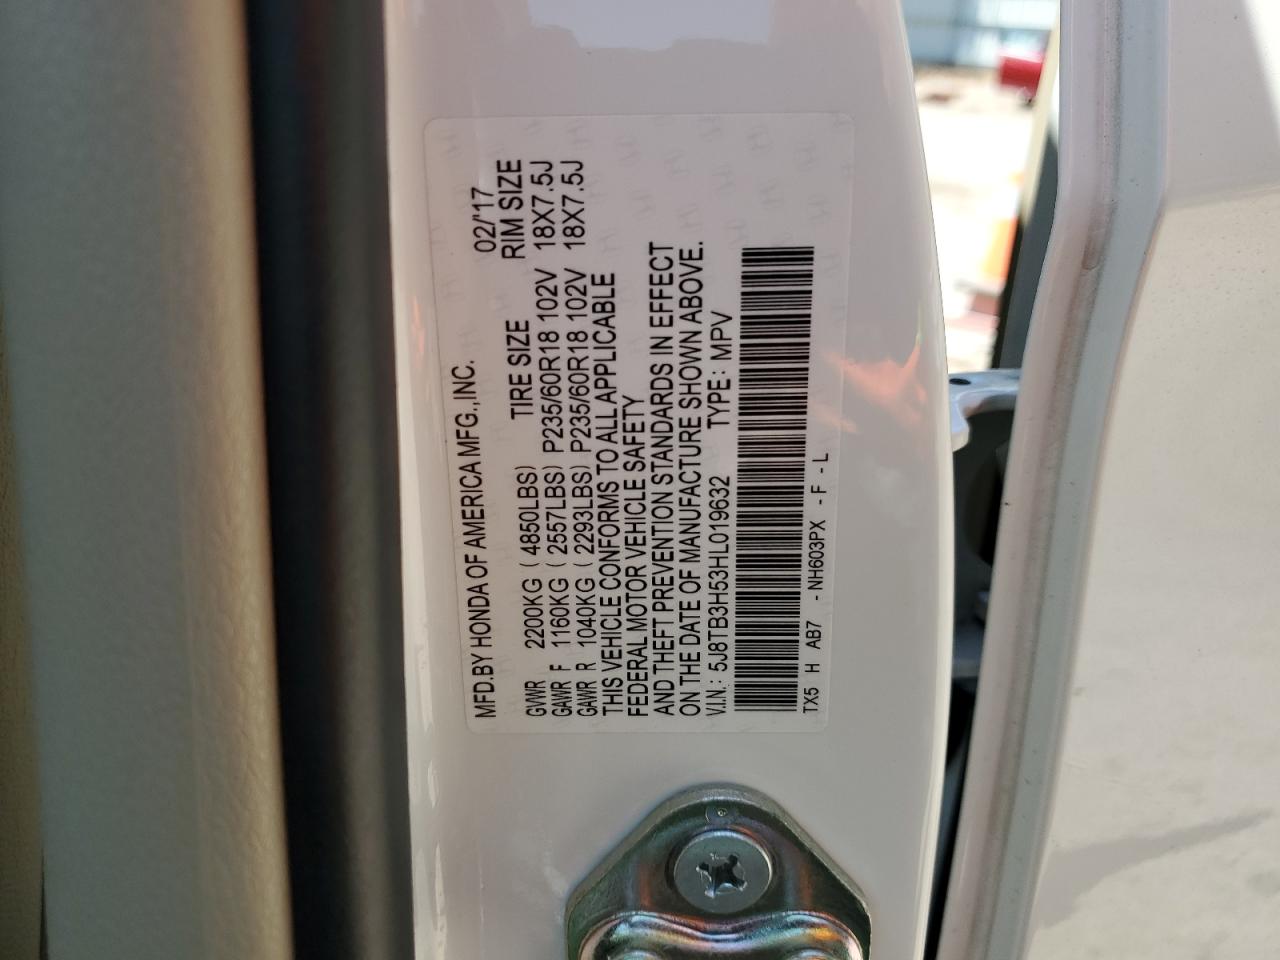 MFD.BY HONDA OF AMERICA MFG.,INC. 02/'17
TIRE SIZE RIM SIZE
GVWR 2200KG ( 4850LBS)
GAWR F 1160KG ( 2557LBS) P235/60R18 102V 18X7.5J
GAWR R 1040KG ( 2293LBS) P235/60R18 102V 18X7.5J
THIS VEHICLE CONFORMS TO ALL APPLICABLE
FEDERAL MOTOR VEHICLE SAFETY
AND THEFT PREVENTION STANDARDS IN EFFECT
ON THE DATE OF MANUFACTURE SHOWN ABOVE.
V.I.N.: 5J8TB3H53HL019632 TYPE: MPV
TX5 H AB7 - NH603PX - F - L